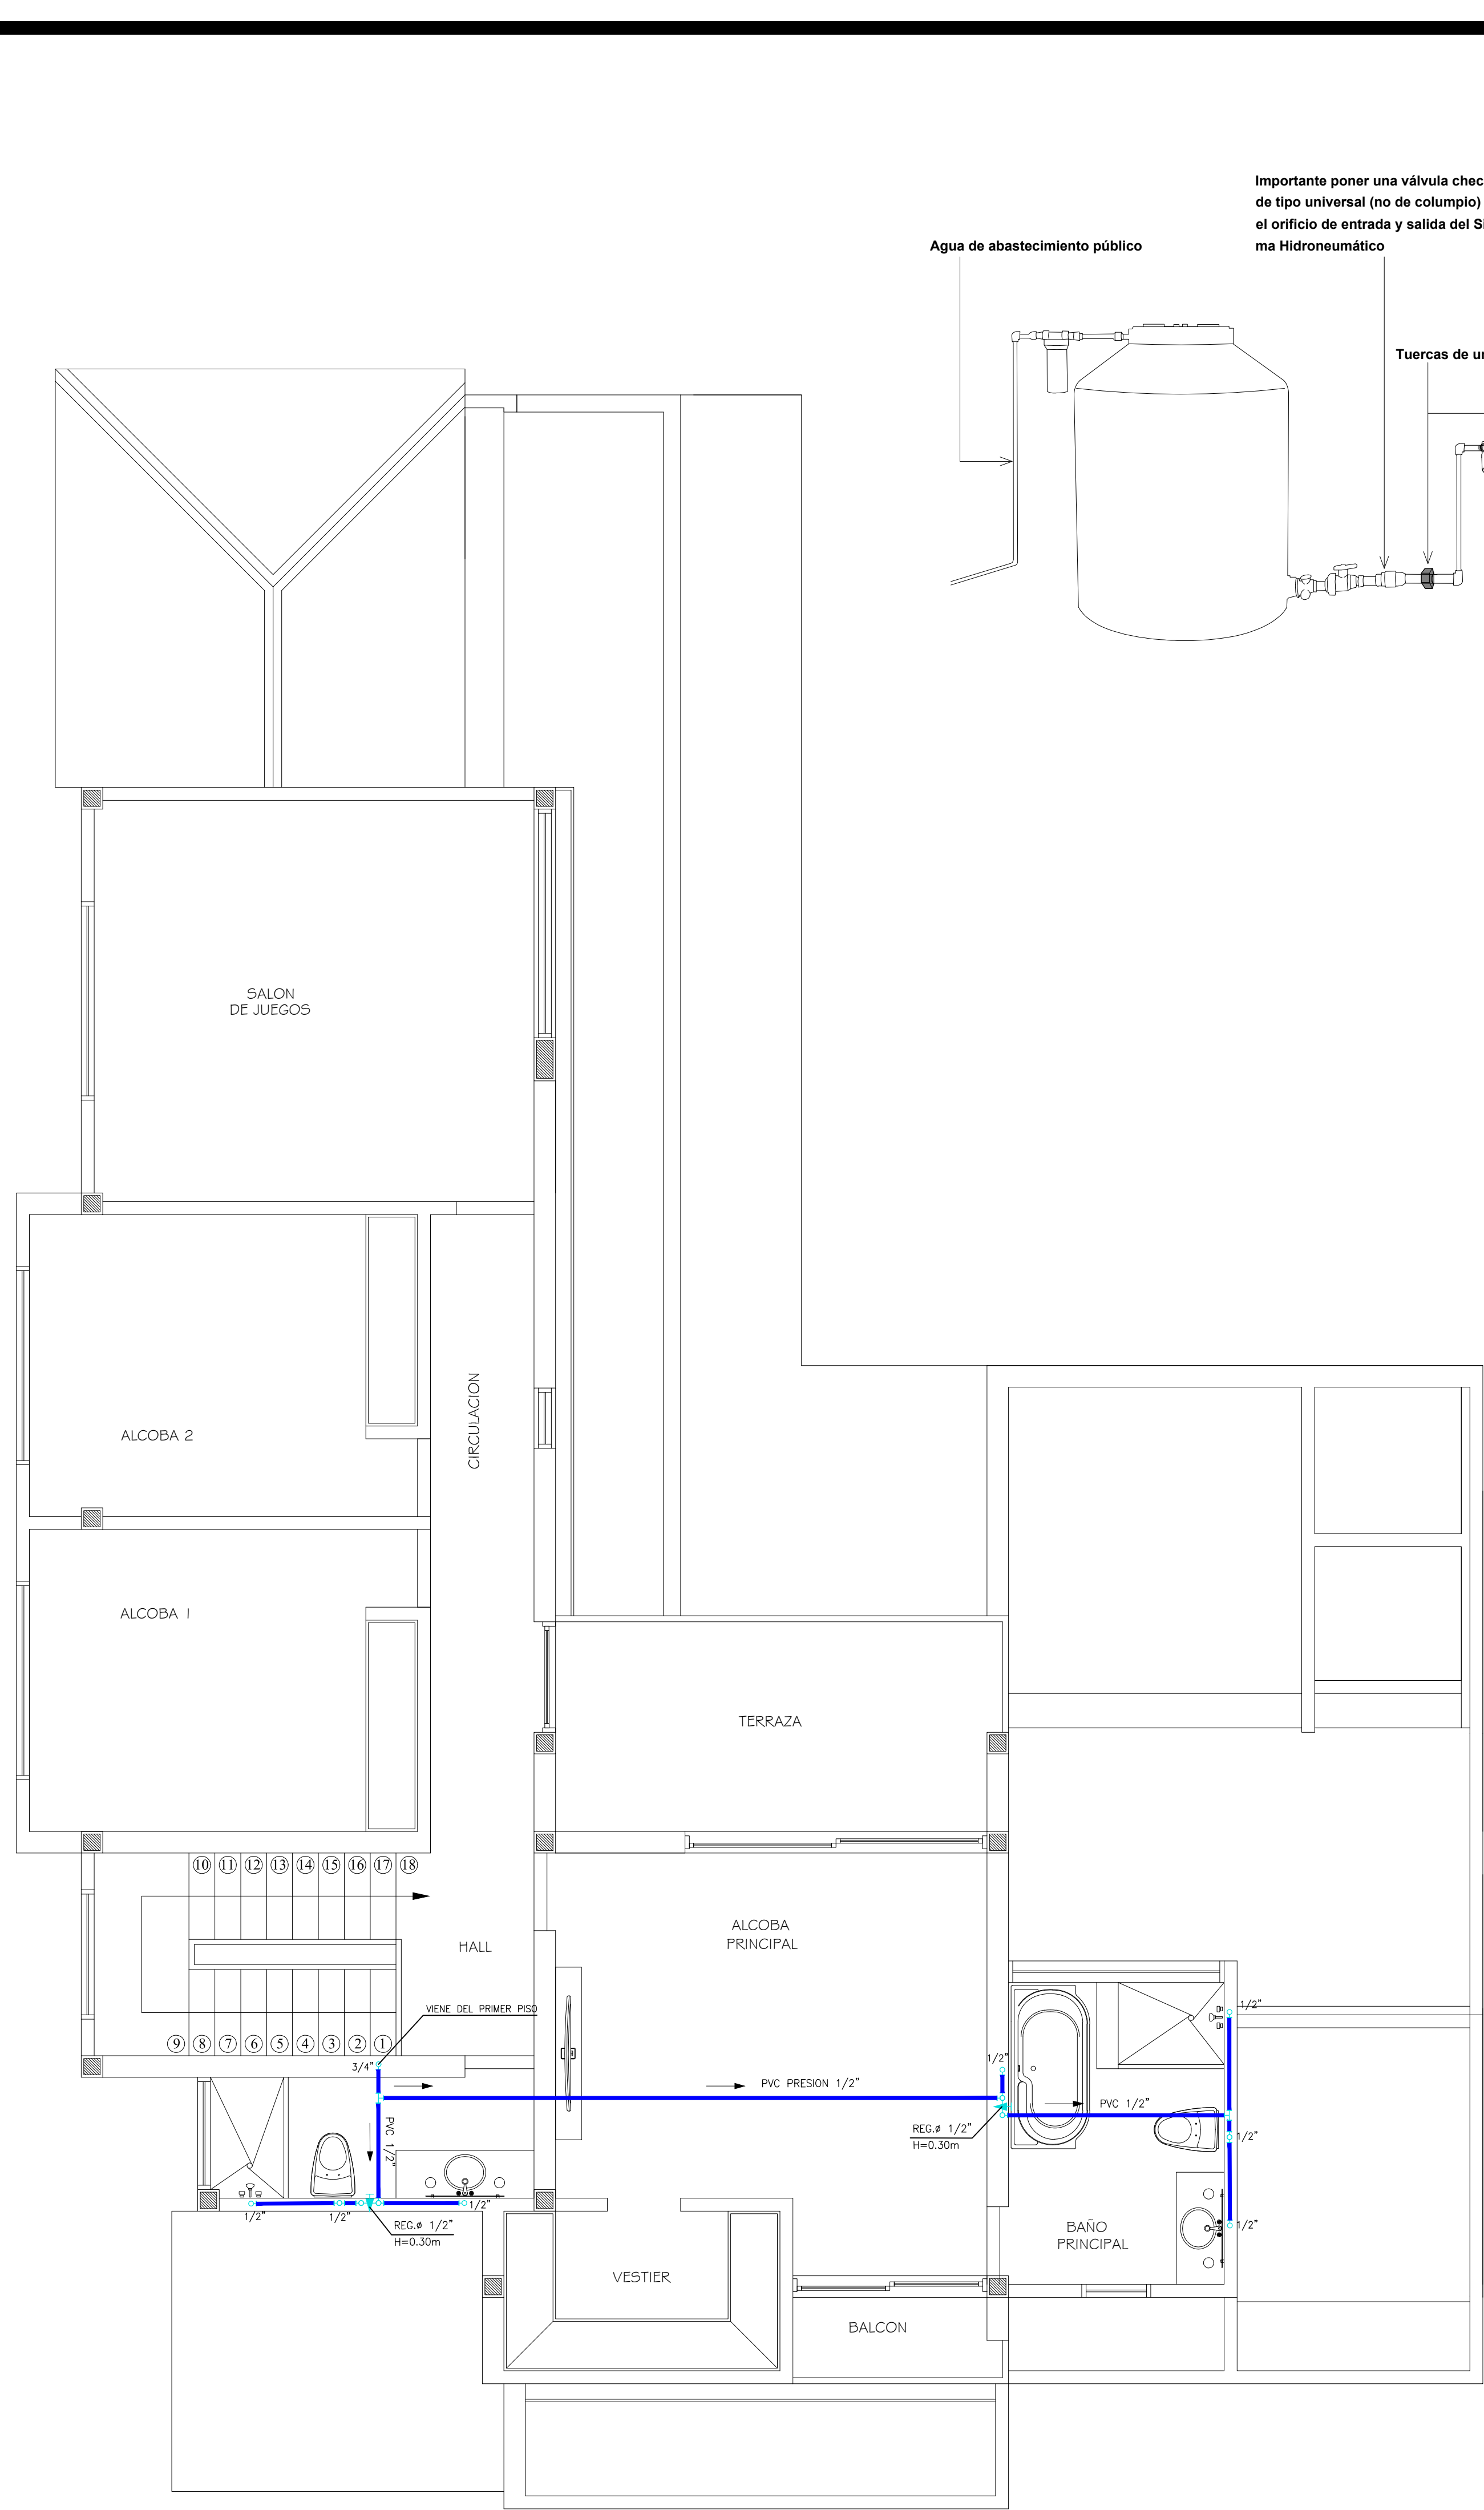 Importante poner una válvula chec
de tipo universal (no de columpio)
el orificio de entrada y salida del Si
ma Hidroneumático
Agua de abastecimiento público
Tuercas de un
SALON
DE JUEGOS
CIRCULACION
ALCOBA 2
ALCOBA 1
TERRAZA
10 11 12 13 14 15 16 17 18
ALCOBA
PRINCIPAL
HALL
VIENE DEL PRIMER PISO
9 8 7 6 5 4 3 2 1
3/4"
1/2"
1/2"
PVC PRESION 1/2"
PVC 1/2"
PVC 1/2"
REG.ø 1/2"
H=0.30m
1/2"
1/2"
1/2"
1/2"
1/2"
REG.ø 1/2"
H=0.30m
BAÑO
PRINCIPAL
VESTIER
BALCON